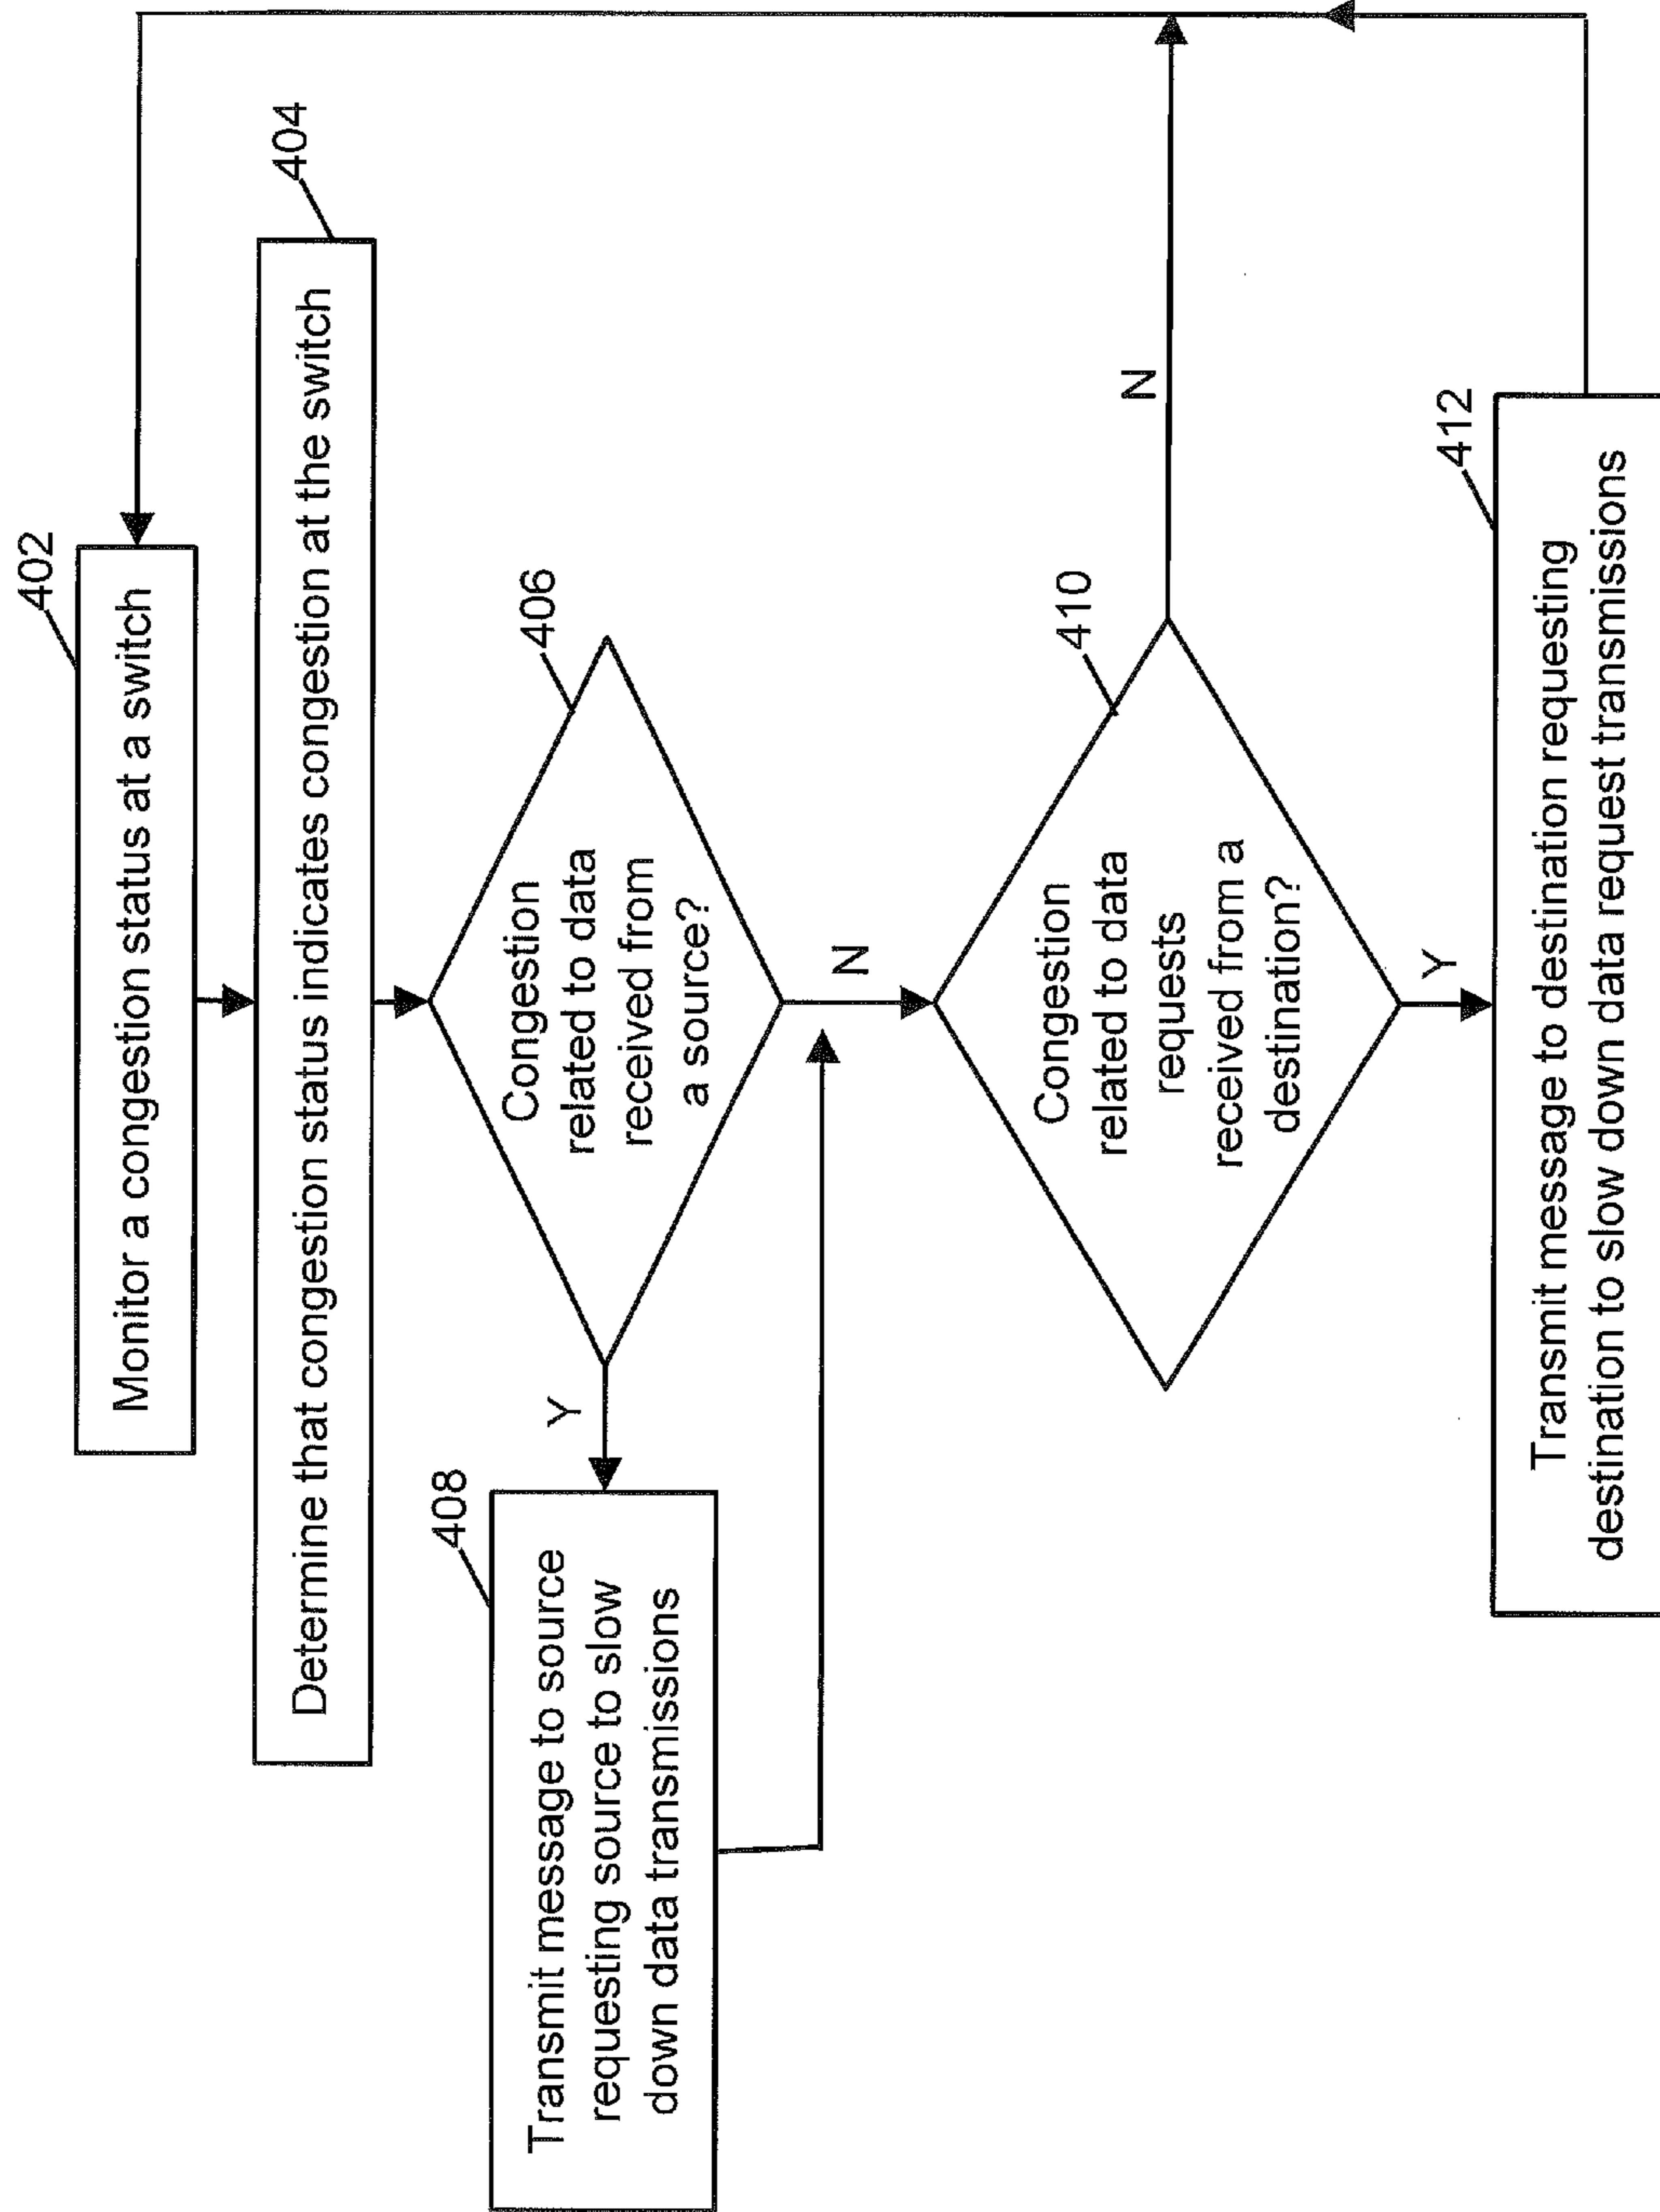 402
Monitor a congestion status at a switch
404
Determine that congestion status indicates congestion at the switch
406
Congestion
related to data
received from
a source?
Y
408
Transmit message to source
requesting source to slow
down data transmissions
N
410
Congestion
related to data
requests
received from a
destination?
N
Y
412
Transmit message to destination requesting
destination to slow down data request transmissions